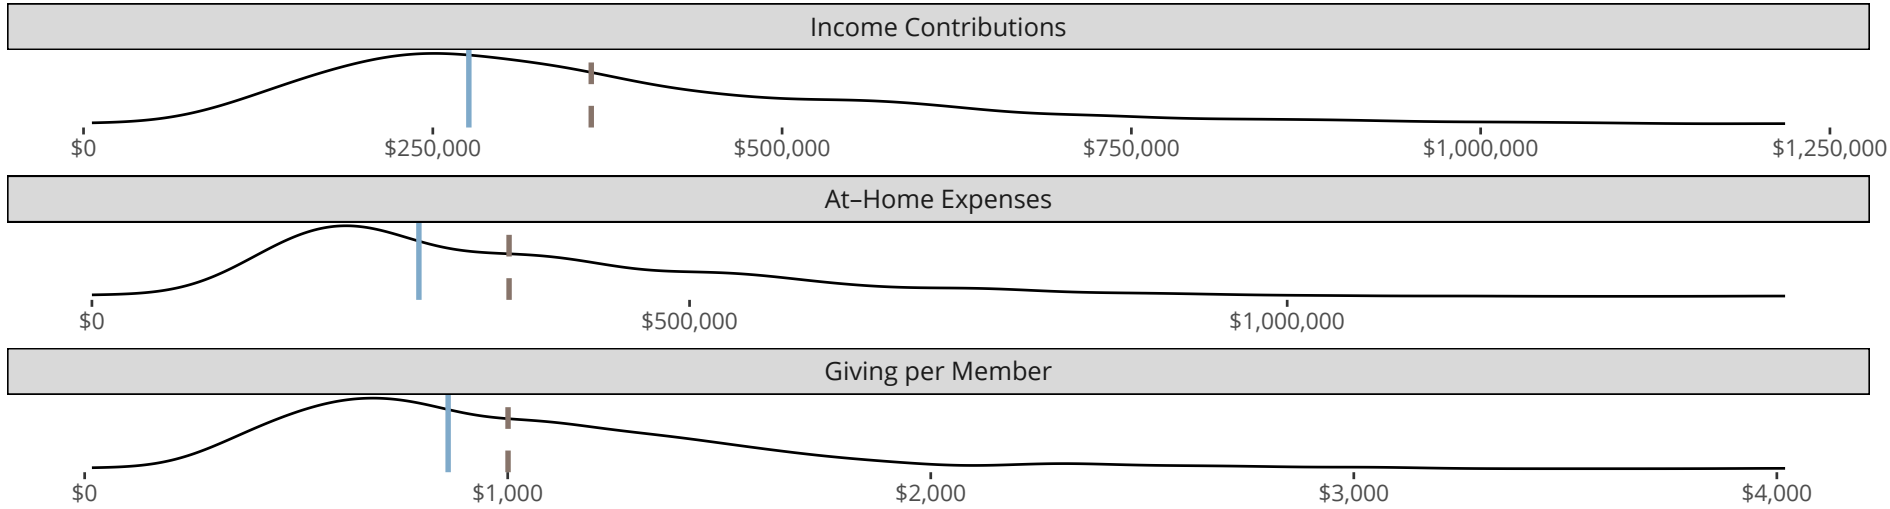 Income Contributions
$0 $250,000 $500,000 $750,000 $1,000,000 $1,250,000
At–Home Expenses
$0 $500,000 $1,000,000
Giving per Member
$0 $1,000 $2,000 $3,000 $4,000